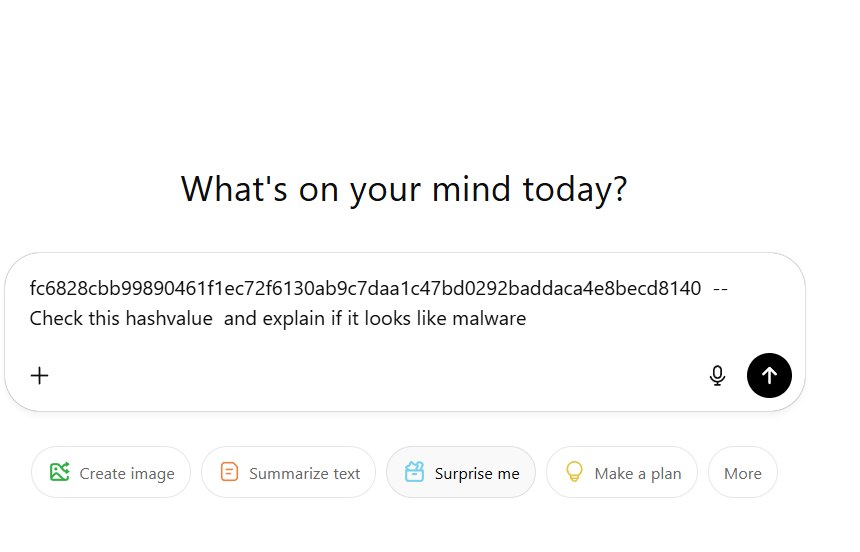 What's on your mind today?
fc6828cbb99890461f1ec72f6130ab9c7daa1c47bd0292baddaca4e8becd8140  --
Check this hashvalue  and explain if it looks like malware
Create image
Summarize text
Surprise me
Make a plan
More